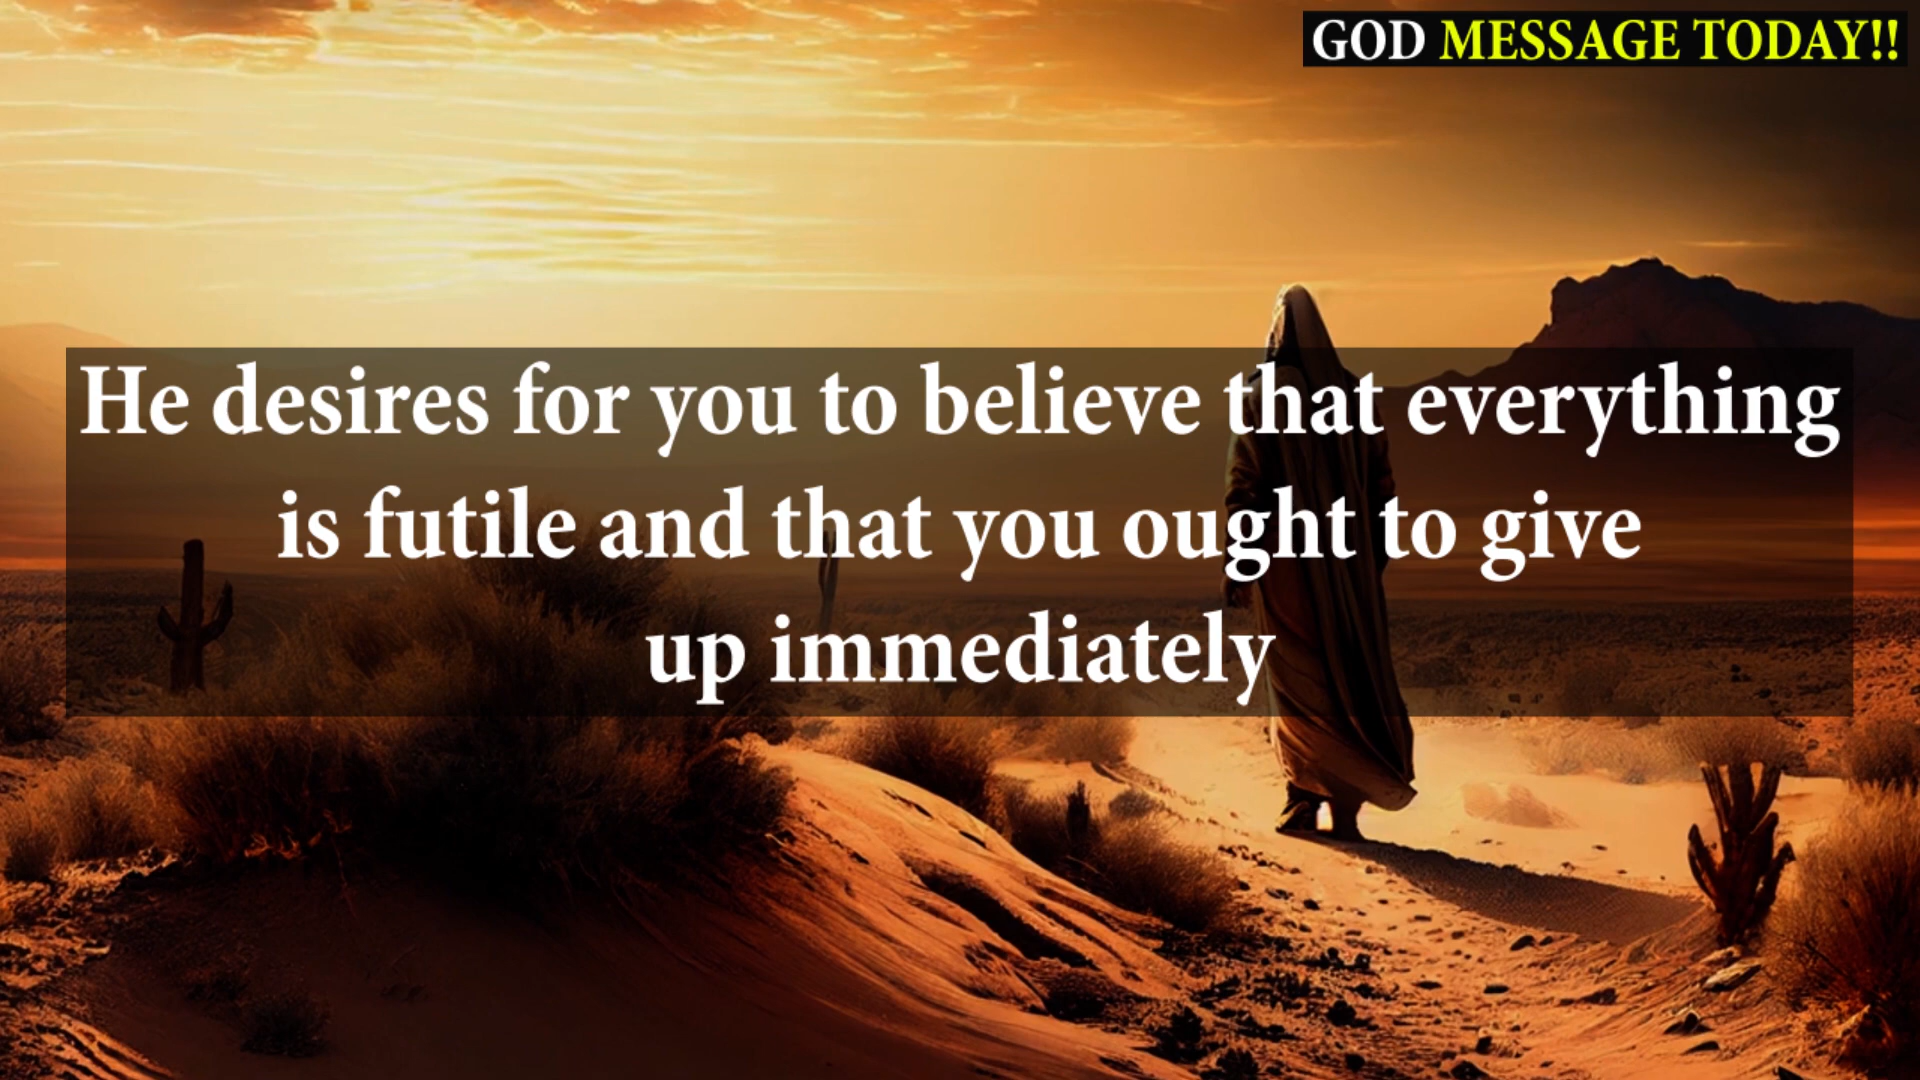 GOD MESSAGE TODAY!!
He desires for you to believe that everything
is futile and that you ought to give
up immediately